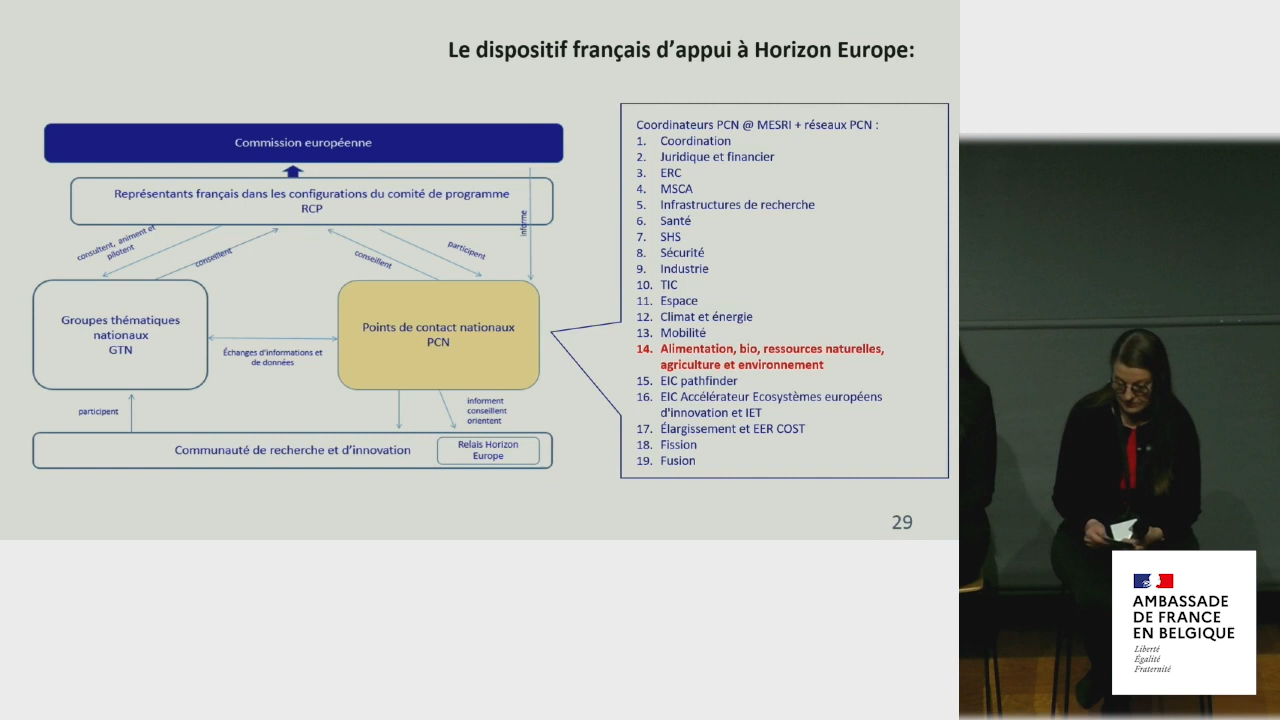 Le dispositif français d’appui à Horizon Europe:
Commission européenne
Représentants français dans les configurations du comité de programme
RCP
consultent, animent et
pilotent
conseillent
conseillent
participent
informe
Groupes thématiques
nationaux
GTN
Échanges d'informations et
de données
Points de contact nationaux
PCN
participent
informent
conseillent
orientent
Communauté de recherche et d’innovation
Relais Horizon
Europe
Coordinateurs PCN @ MESRI + réseaux PCN :
1. Coordination
2. Juridique et financier
3. ERC
4. MSCA
5. Infrastructures de recherche
6. Santé
7. SHS
8. Sécurité
9. Industrie
10. TIC
11. Espace
12. Climat et énergie
13. Mobilité
14. Alimentation, bio, ressources naturelles,
agriculture et environnement
15. EIC pathfinder
16. EIC Accélérateur Ecosystèmes européens
d'innovation et IET
17. Élargissement et EER COST
18. Fission
19. Fusion
29
AMBASSADE
DE FRANCE
EN BELGIQUE
Liberté
Égalité
Fraternité